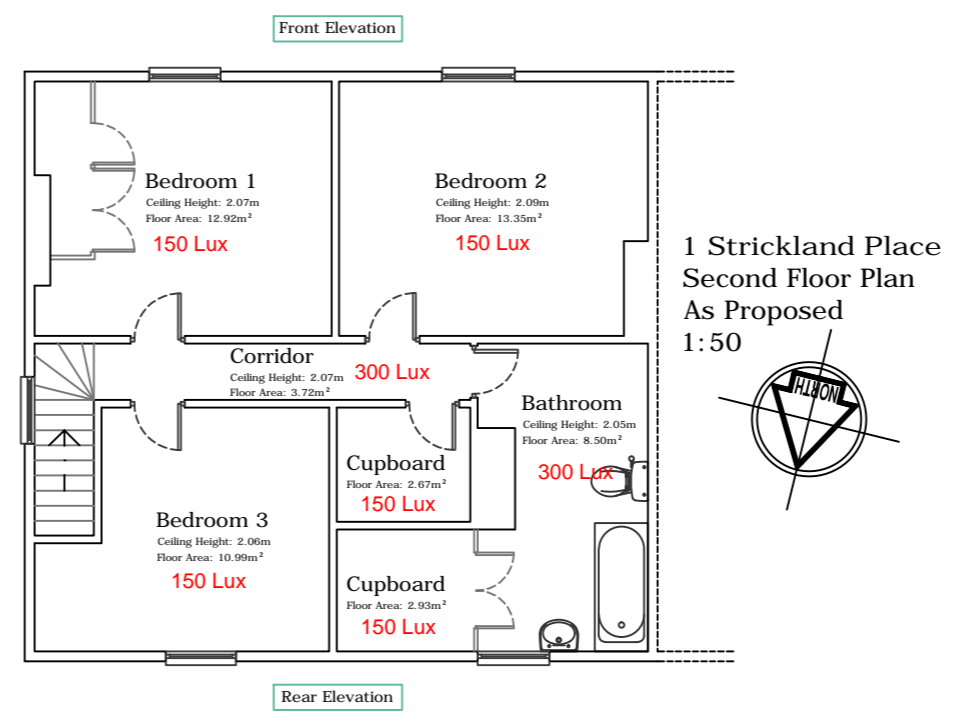 Front Elevation
Bedroom 1
Ceiling Height: 2.07m
Floor Area: 12.92m²
150 Lux
Bedroom 2
Ceiling Height: 2.09m
Floor Area: 13.35m²
150 Lux
1 Strickland Place
Second Floor Plan
As Proposed
1:50
NORTH
Corridor
Ceiling Height: 2.07m
Floor Area: 3.72m²
300 Lux
Bathroom
Ceiling Height: 2.05m
Floor Area: 8.50m²
300 Lux
Cupboard
Floor Area: 2.67m²
150 Lux
Bedroom 3
Ceiling Height: 2.06m
Floor Area: 10.99m²
150 Lux
Cupboard
Floor Area: 2.93m²
150 Lux
Rear Elevation